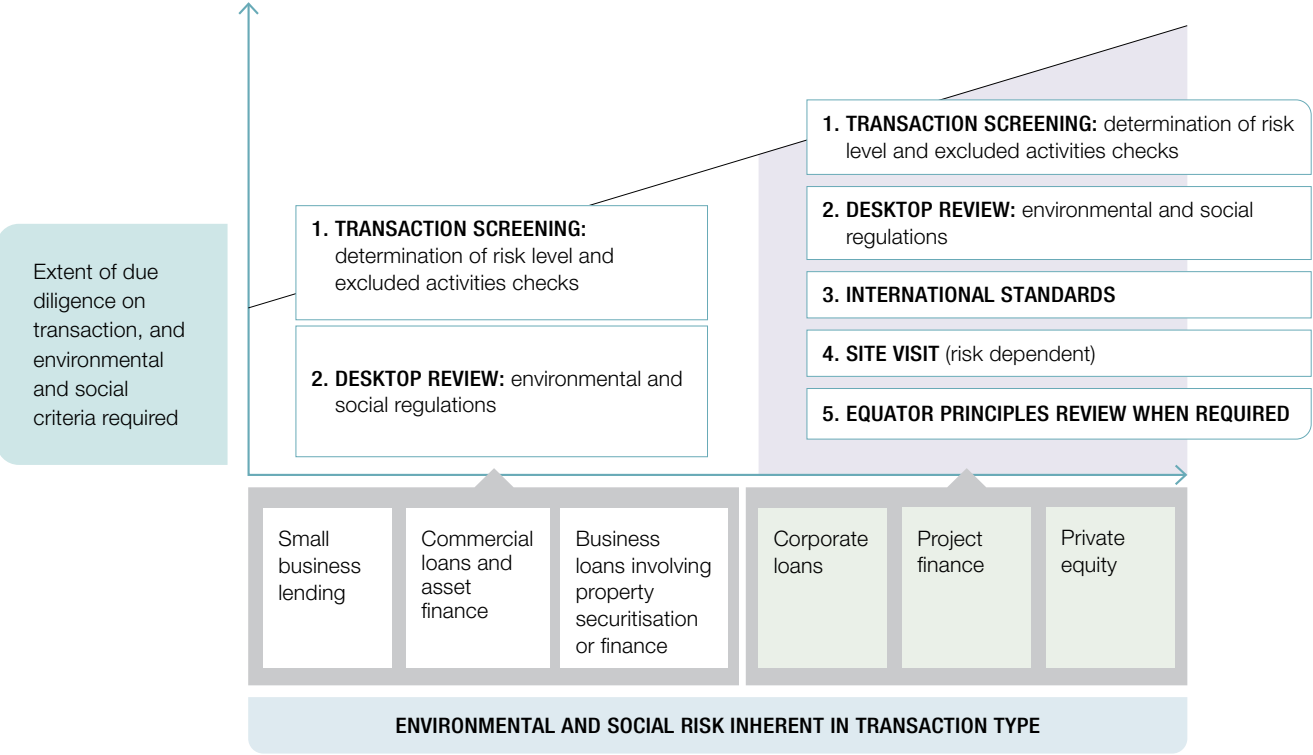 1. TRANSACTION SCREENING: determination of risk
level and excluded activities checks
2. DESKTOP REVIEW: environmental and social
regulations
3. INTERNATIONAL STANDARDS
4. SITE VISIT (risk dependent)
5. EQUATOR PRINCIPLES REVIEW WHEN REQUIRED
1. TRANSACTION SCREENING:
determination of risk level and
excluded activities checks
2. DESKTOP REVIEW: environmental and
social regulations
Extent of due
diligence on
transaction, and
environmental
and social
criteria required
Small
business
lending
Commercial
loans and
asset
finance
Business
loans involving
property
securitisation
or finance
Corporate
loans
Project
finance
Private
equity
ENVIRONMENTAL AND SOCIAL RISK INHERENT IN TRANSACTION TYPE